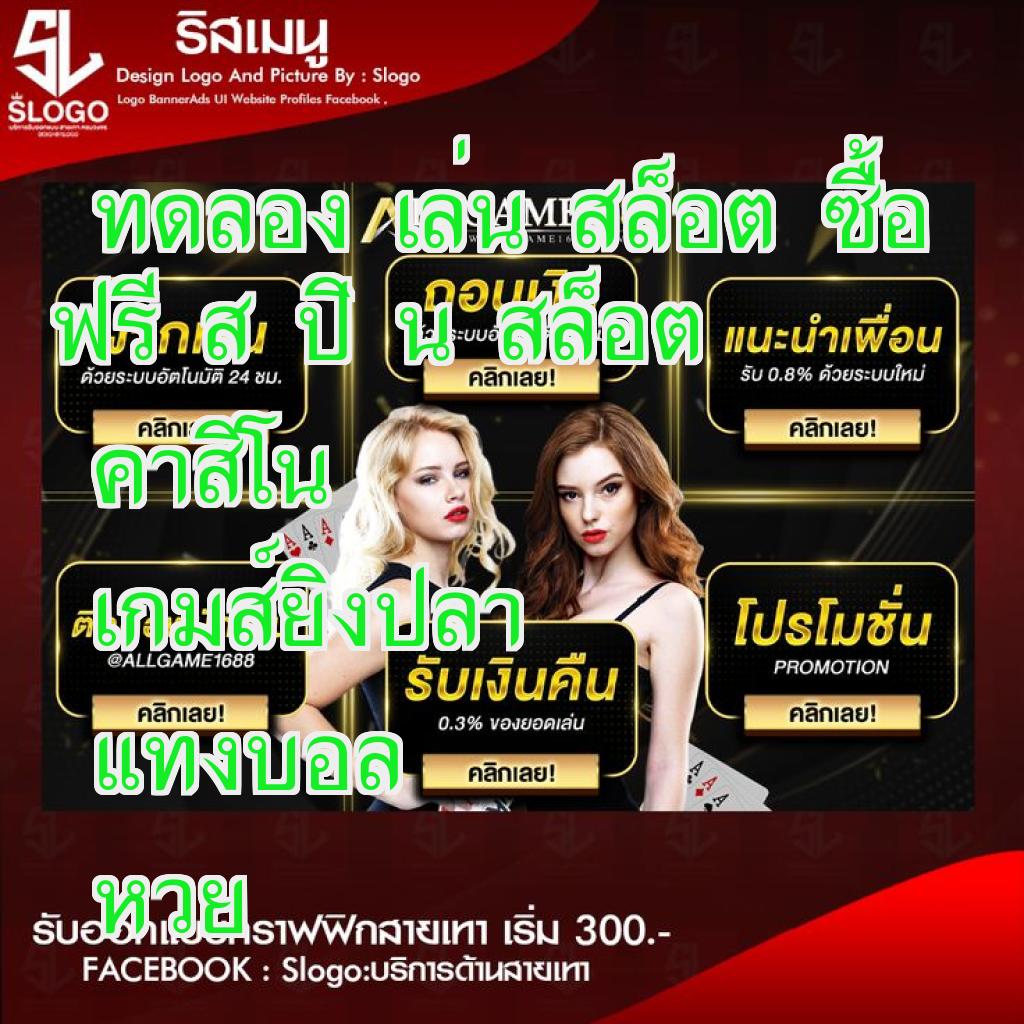 SL
ริสเมนู
Design Logo And Picture By : Slogo
Logo BannerAds UI Website Profiles Facebook .
SLOGO
ทดลอง เล่น สล็อต ซื้อ
ฟรี ส ปิ น สล็อต
แนะนำเพื่อน
รับ 0.8% ด้วยระบบใหม่
คลิกเลย!
ด้วยระบบอัตโนมัติ 24 ชม.
คลิกเลย!
คาสิโน
เกมส์ยิงปลา
@ALLGAME1688
คลิกเลย!
รับเงินคืน
0.3% ของยอดเล่น
คลิกเลย!
โปรโมชั่น
PROMOTION
คลิกเลย!
แทงบอล
หวย
เริ่ม 300.-
FACEBOOK : Slogo:บริการด้านสายเทา